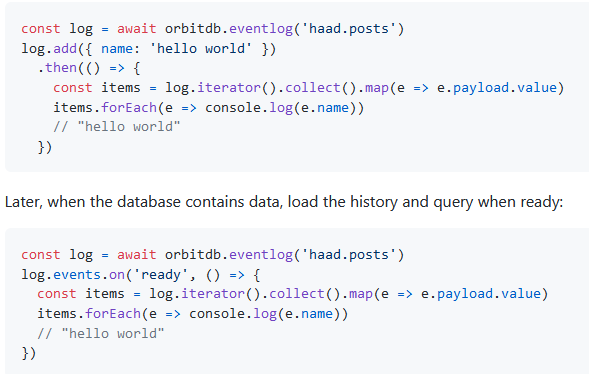 const log = await orbitdb.eventlog('haad.posts')
log.add({ name: 'hello world' })
  .then(() => {
    const items = log.iterator().collect().map(e => e.payload.value)
    items.forEach(e => console.log(e.name))
    // "hello world"
  })
Later, when the database contains data, load the history and query when ready:
const log = await orbitdb.eventlog('haad.posts')
log.events.on('ready', () => {
  const items = log.iterator().collect().map(e => e.payload.value)
  items.forEach(e => console.log(e.name))
  // "hello world"
})